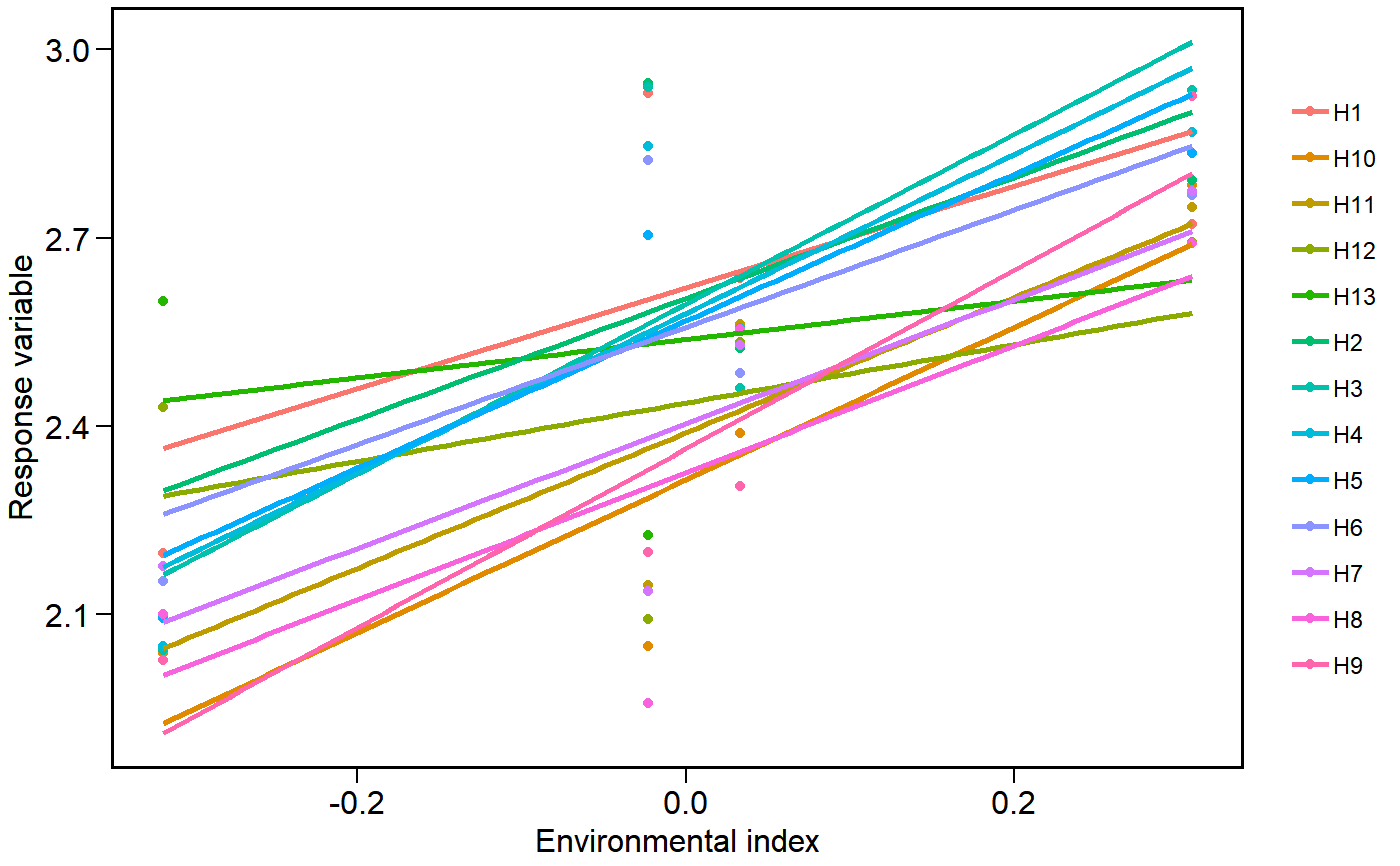 3.0
2.7
2.4
2.1
Response variable
-0.2
0.0
0.2
Environmental index
H1
H10
H11
H12
H13
H2
H3
H4
H5
H6
H7
H8
H9